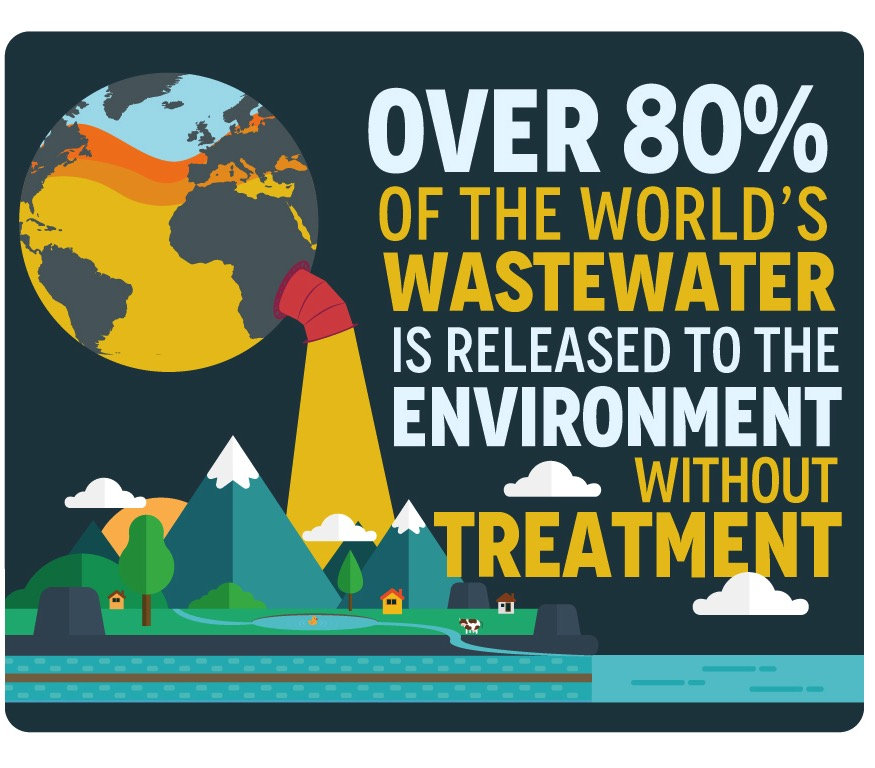 OVER 80%
OF THE WORLD'S
WASTEWATER
IS RELEASED TO THE
ENVIRONMENT
WITHOUT
TREATMENT